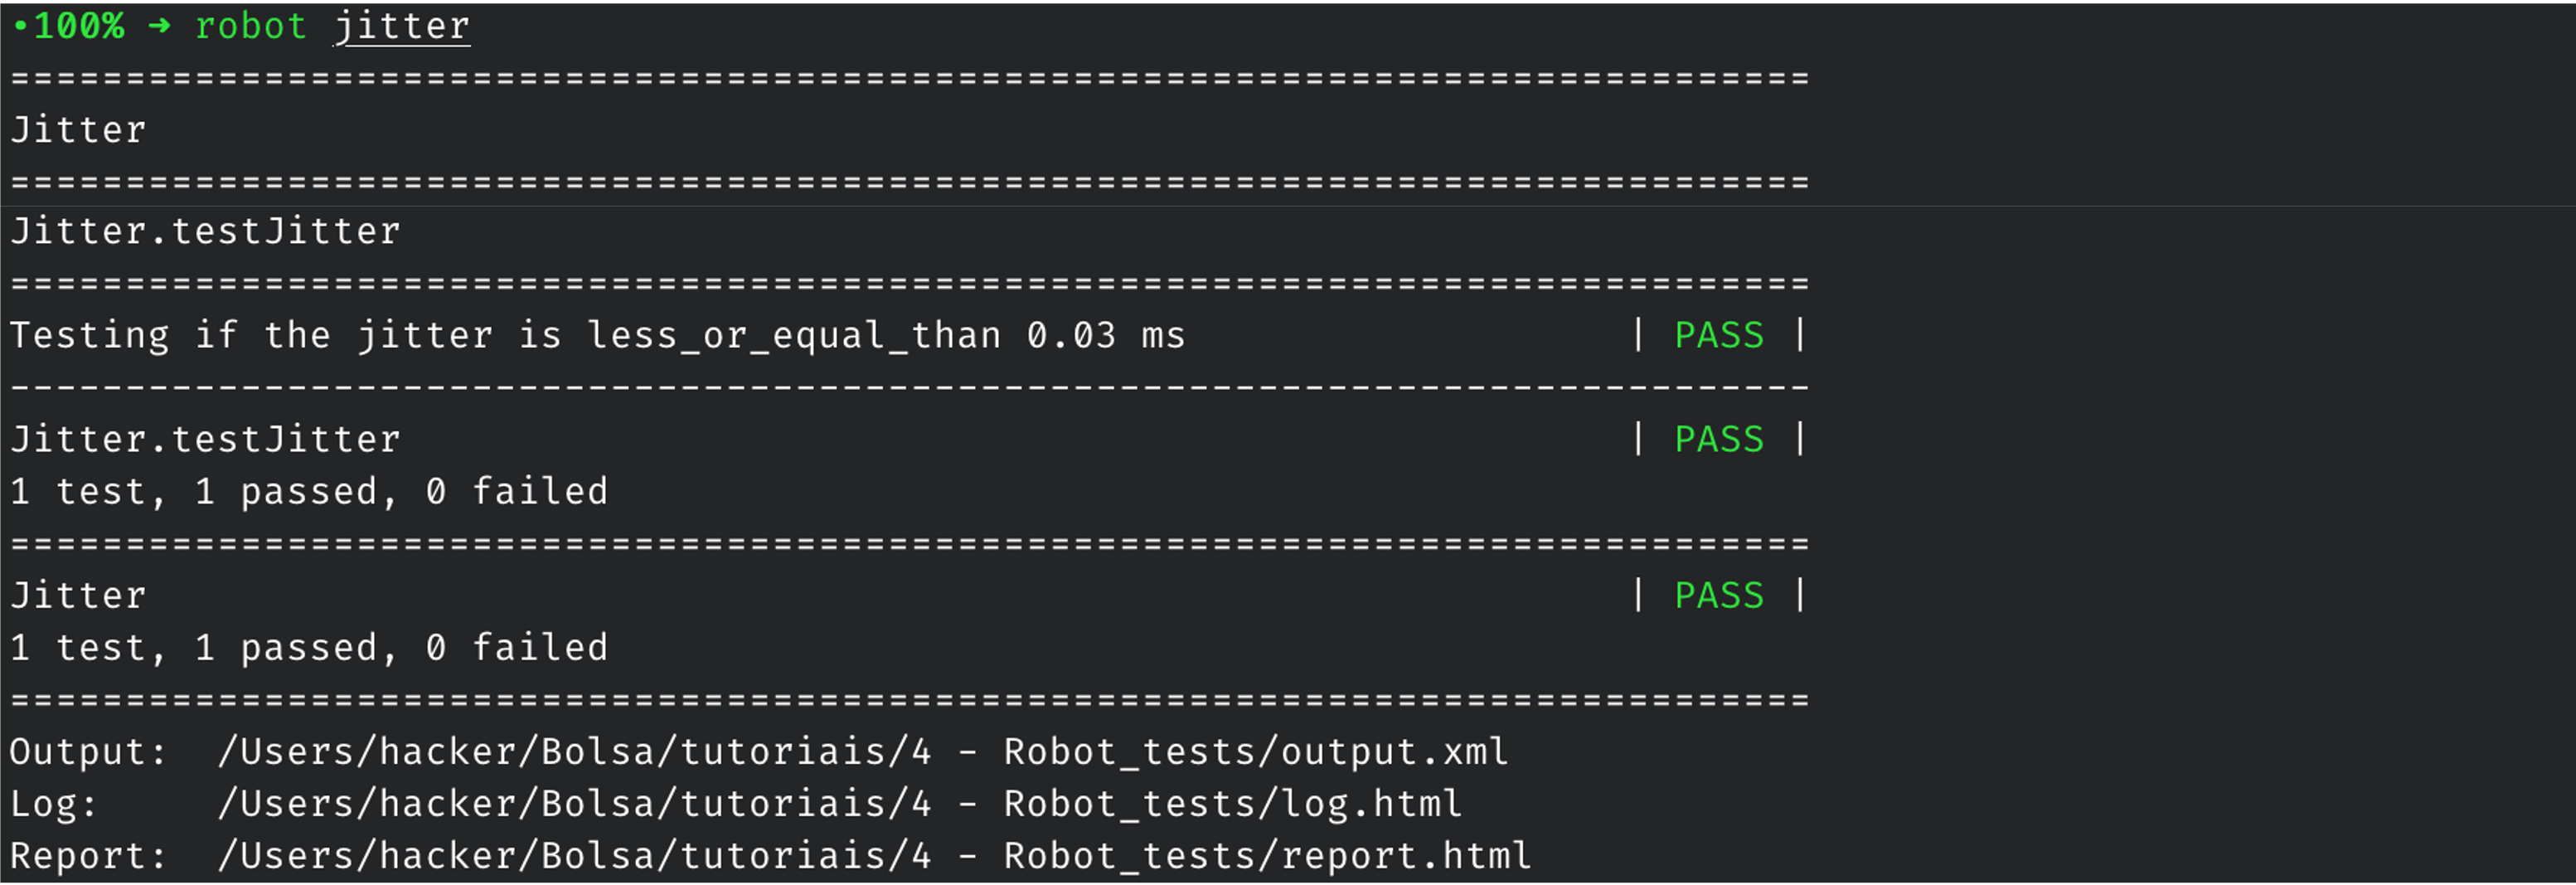 •100% → robot jitter
==============================================================================
Jitter
==============================================================================
Jitter.testJitter
==============================================================================
Testing if the jitter is less_or_equal_than 0.03 ms                   | PASS |
------------------------------------------------------------------------------
Jitter.testJitter                                                     | PASS |
1 test, 1 passed, 0 failed
==============================================================================
Jitter                                                                | PASS |
1 test, 1 passed, 0 failed
==============================================================================
Output:  /Users/hacker/Bolsa/tutoriais/4 - Robot_tests/output.xml
Log:     /Users/hacker/Bolsa/tutoriais/4 - Robot_tests/log.html
Report:  /Users/hacker/Bolsa/tutoriais/4 - Robot_tests/report.html